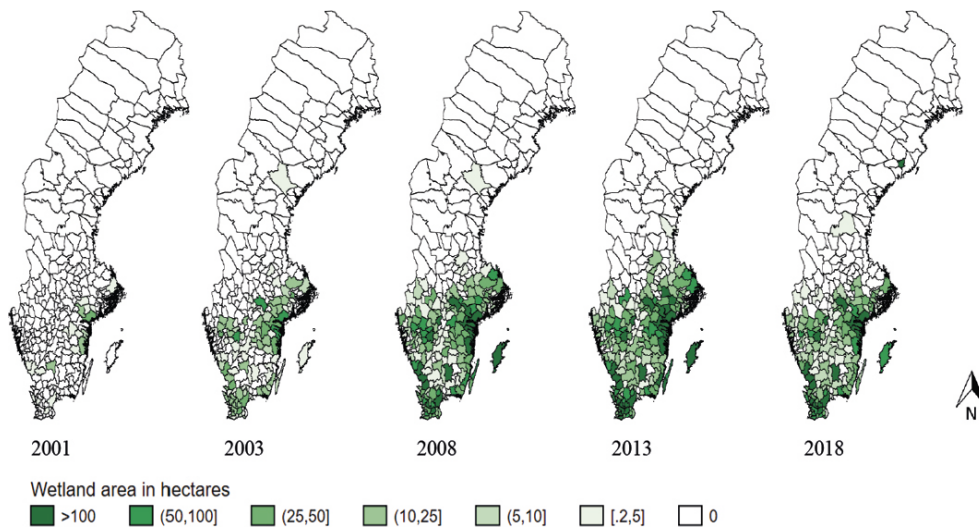 N
2001 2003 2008 2013 2018
Wetland area in hectares
>100 (50,100] (25,50] (10,25] (5,10] [.2,5] 0